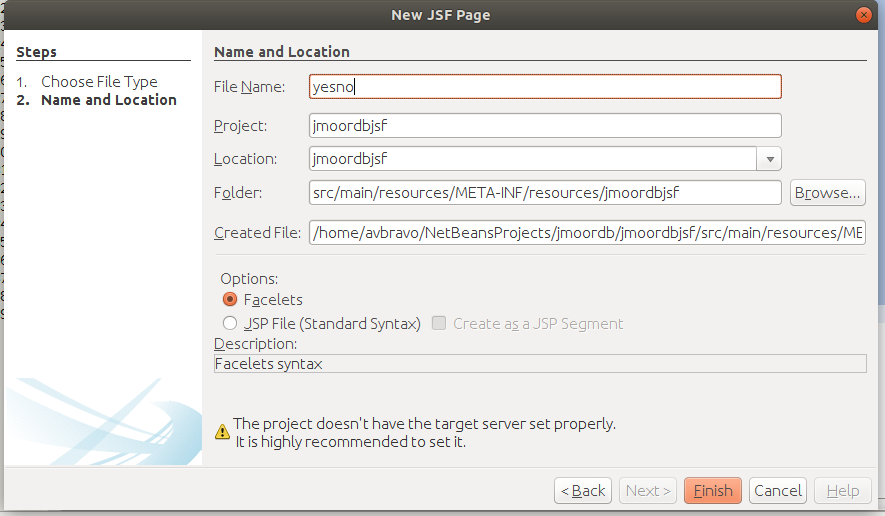 New JSF Page
Steps
1. Choose File Type
2. Name and Location
Name and Location
File Name: yesno
Project: jmoordbjsf
Location: jmoordbjsf
Folder: src/main/resources/META-INF/resources/jmoordbjsf Browse...
Created File: /home/avbravo/NetBeansProjects/jmoordb/jmoordbjsf/src/main/resources/ME
Options:
Facelets
JSP File (Standard Syntax) Create as a JSP Segment
Description:
Facelets syntax
The project doesn't have the target server set properly.
It is highly recommended to set it.
< Back Next > Finish Cancel Help